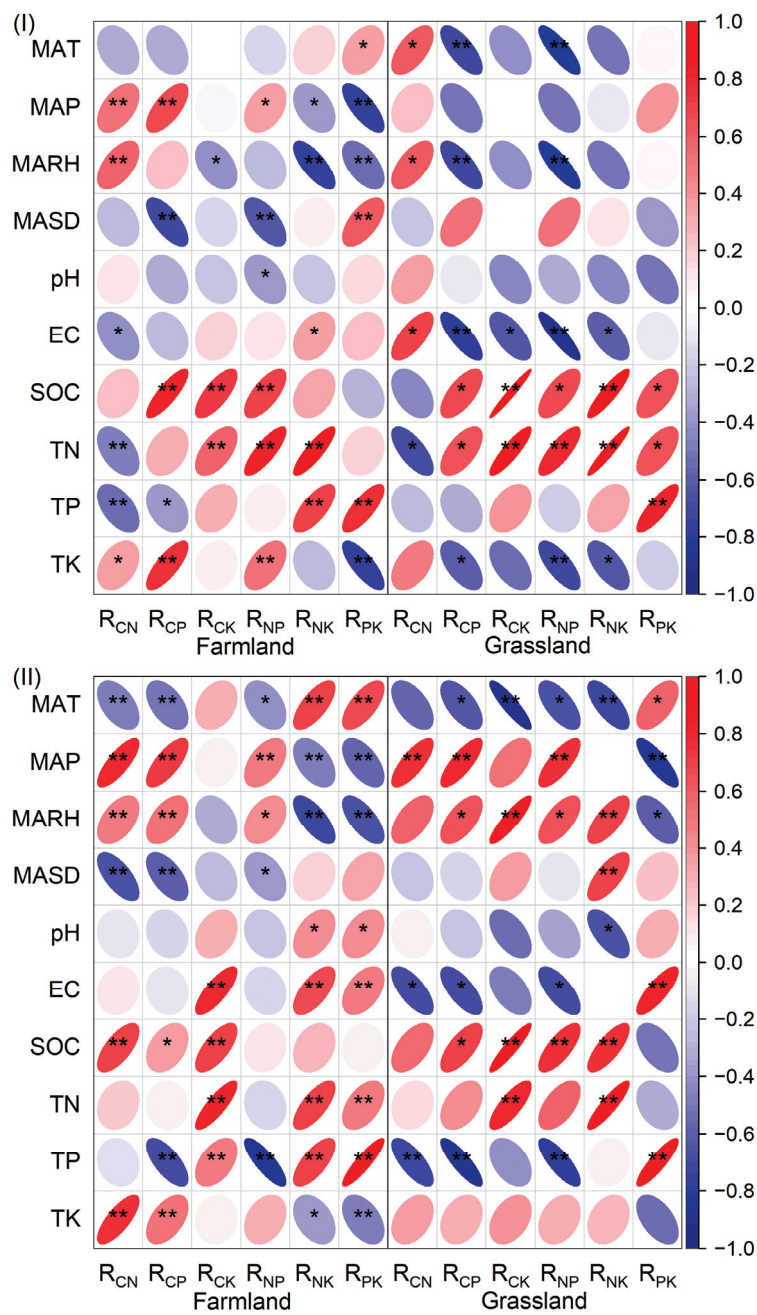 (I)
1.0
MAT * * ** **
0.8
MAP ** ** * * **
0.6
MARH ** * ** ** * ** **
0.4
MASD ** ** **
0.2
pH *
0.0
EC * * * ** * ** *
-0.2
SOC ** ** ** * ** * ** *
-0.4
TN ** ** ** ** * * ** ** ** *
-0.6
TP ** * ** ** **
-0.8
TK * ** ** ** * ** *
-1.0
RCN RCP RCK RNP RNK RPK RCN RCP RCK RNP RNK RPK
Farmland Grassland
(II)
1.0
MAT ** ** * ** ** * ** * ** *
0.8
MAP ** ** ** ** ** ** ** ** **
0.6
MARH ** ** * ** ** * ** * ** *
0.4
MASD ** ** * **
0.2
pH * * *
0.0
EC ** ** ** * * * **
-0.2
SOC ** * ** * ** ** **
-0.4
TN ** ** ** ** **
-0.6
TP ** ** ** ** ** ** ** ** **
-0.8
TK ** ** * **
-1.0
RCN RCP RCK RNP RNK RPK RCN RCP RCK RNP RNK RPK
Farmland Grassland